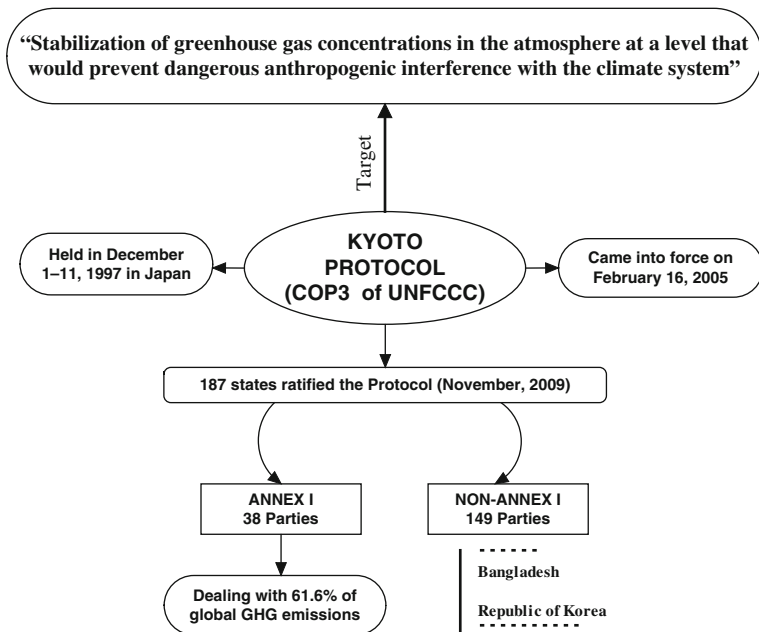 “Stabilization of greenhouse gas concentrations in the atmosphere at a level that
would prevent dangerous anthropogenic interference with the climate system”
Target
KYOTO
PROTOCOL
(COP3 of UNFCCC)
Held in December
1–11, 1997 in Japan
Came into force on
February 16, 2005
187 states ratified the Protocol (November, 2009)
ANNEX I
38 Parties
NON-ANNEX I
149 Parties
Dealing with 61.6% of
global GHG emissions
Bangladesh
Republic of Korea